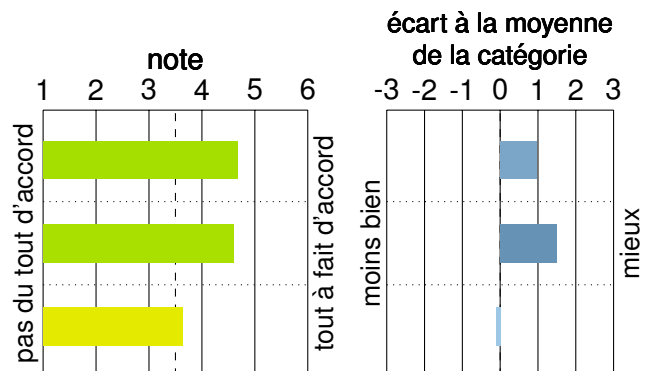 note
1 2 3 4 5 6
pas du tout d'accord
tout à fait d'accord
écart à la moyenne
de la catégorie
-3 -2 -1 0 1 2 3
moins bien
mieux